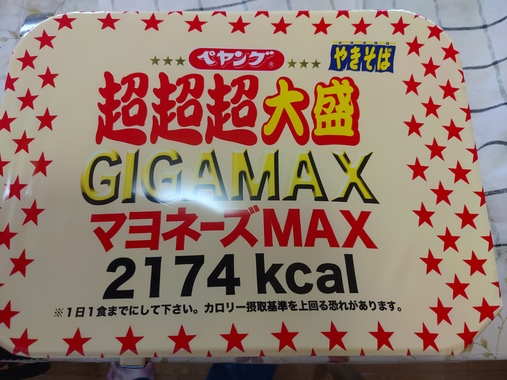 ペヤング
やきそば
超超超大盛
GIGAMAX
マヨネーズMAX
2174 kcal
※1日1食までにして下さい。カロリー摂取基準を上回る恐れがあります。